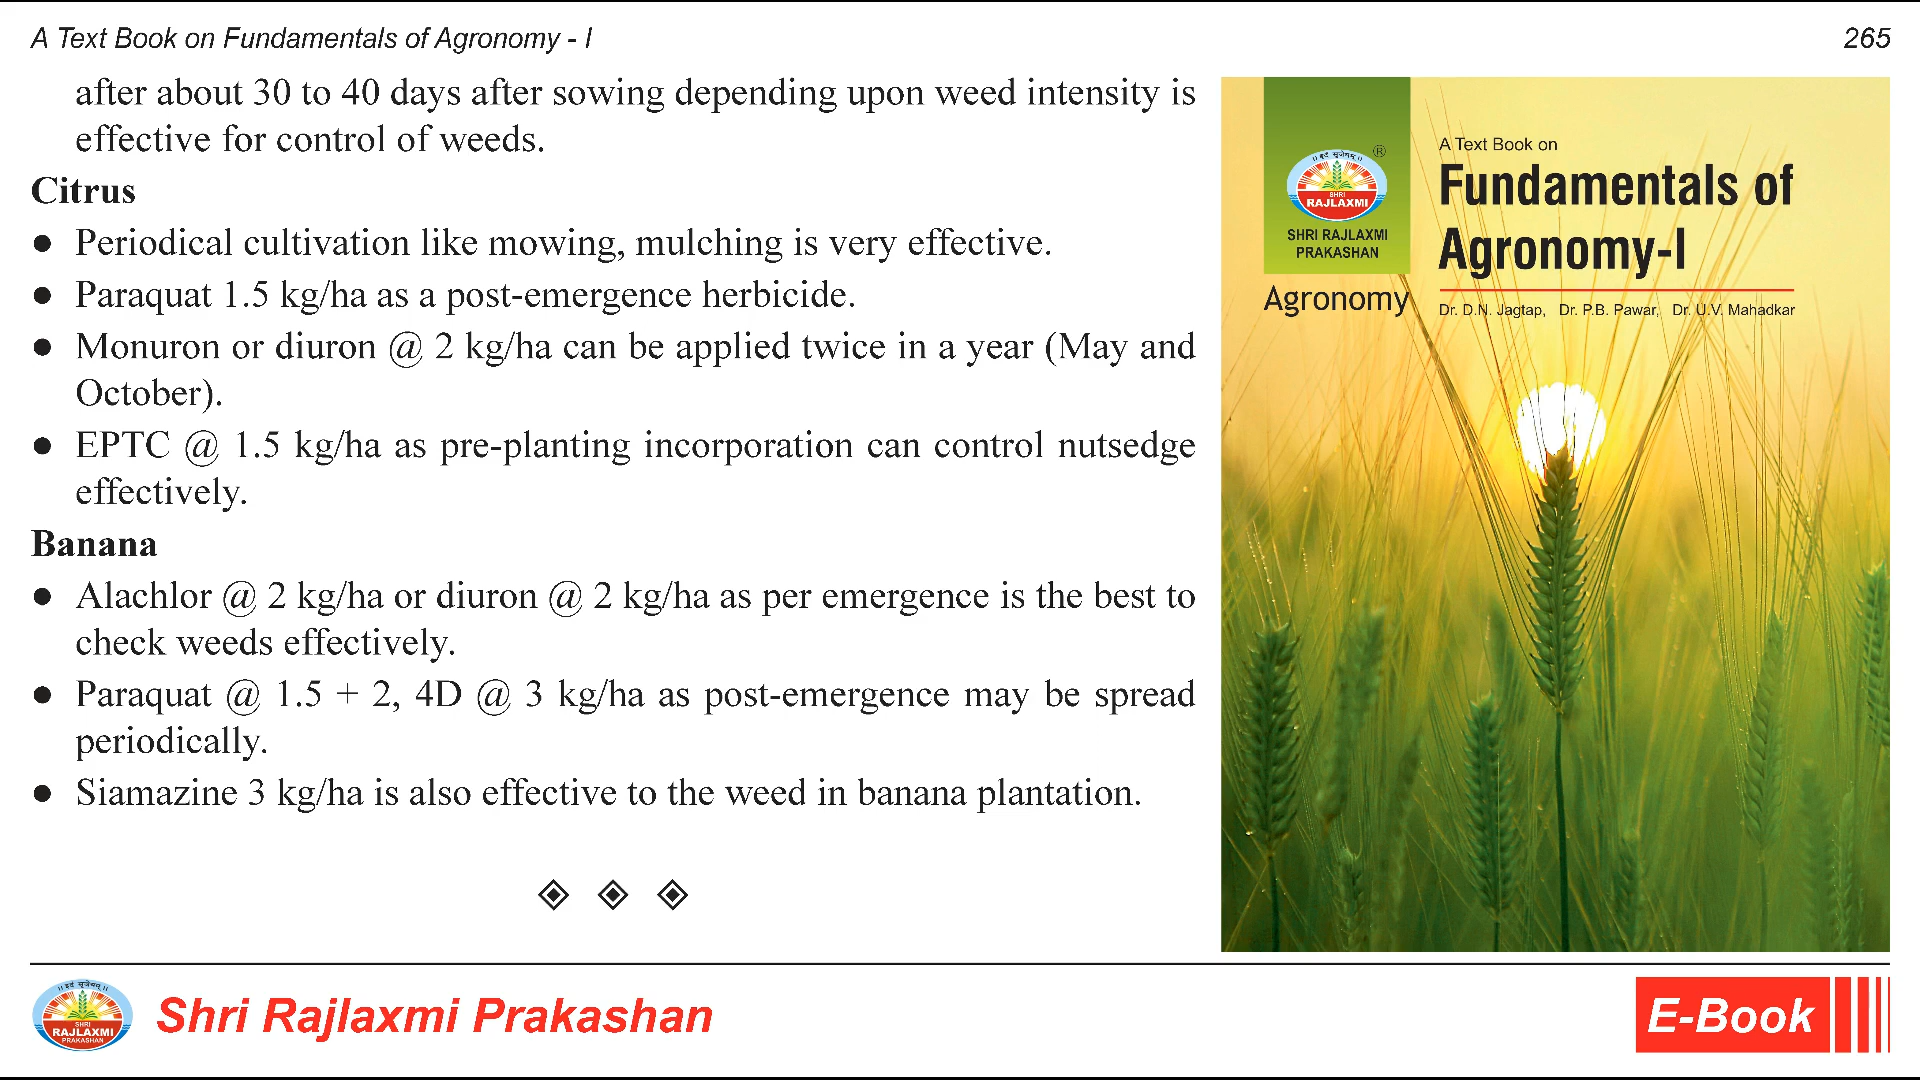 A Text Book on Fundamentals of Agronomy - I
265
after about 30 to 40 days after sowing depending upon weed intensity is
effective for control of weeds.
Citrus
● Periodical cultivation like mowing, mulching is very effective.
● Paraquat 1.5 kg/ha as a post-emergence herbicide.
● Monuron or diuron @ 2 kg/ha can be applied twice in a year (May and
October).
● EPTC @ 1.5 kg/ha as pre-planting incorporation can control nutsedge
effectively.
Banana
● Alachlor @ 2 kg/ha or diuron @ 2 kg/ha as per emergence is the best to
check weeds effectively.
● Paraquat @ 1.5 + 2, 4D @ 3 kg/ha as post-emergence may be spread
periodically.
● Siamazine 3 kg/ha is also effective to the weed in banana plantation.
®
SHRI
RAJLAXMI
SHRI RAJLAXMI
PRAKASHAN
Agronomy
A Text Book on
Fundamentals of
Agronomy-I
Dr. D.N. Jagtap, Dr. P.B. Pawar, Dr. U.V. Mahadkar
SHRI
RAJLAXMI
PRAKASHAN
Shri Rajlaxmi Prakashan
E-Book